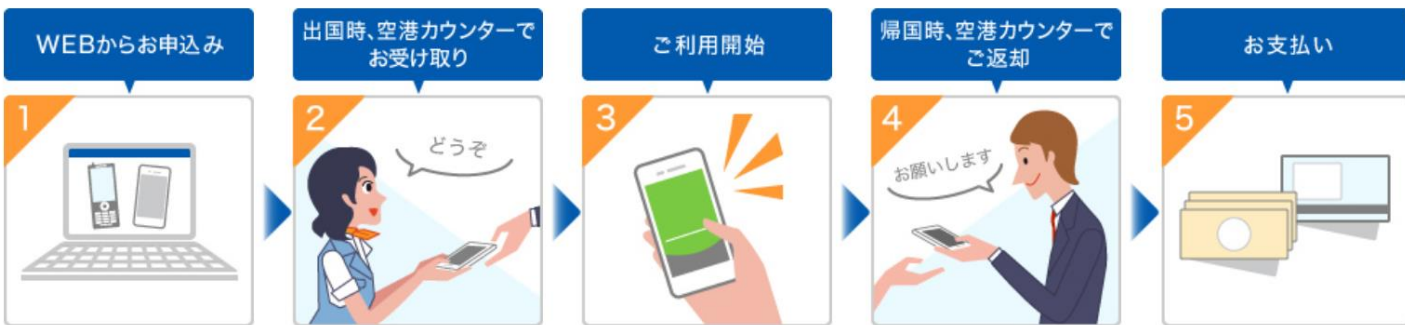 WEBからお申込み
出国時、空港カウンターで
お受け取り
ご利用開始
帰国時、空港カウンターで
ご返却
お支払い
1
2
どうぞ
3
4
お願いします
5